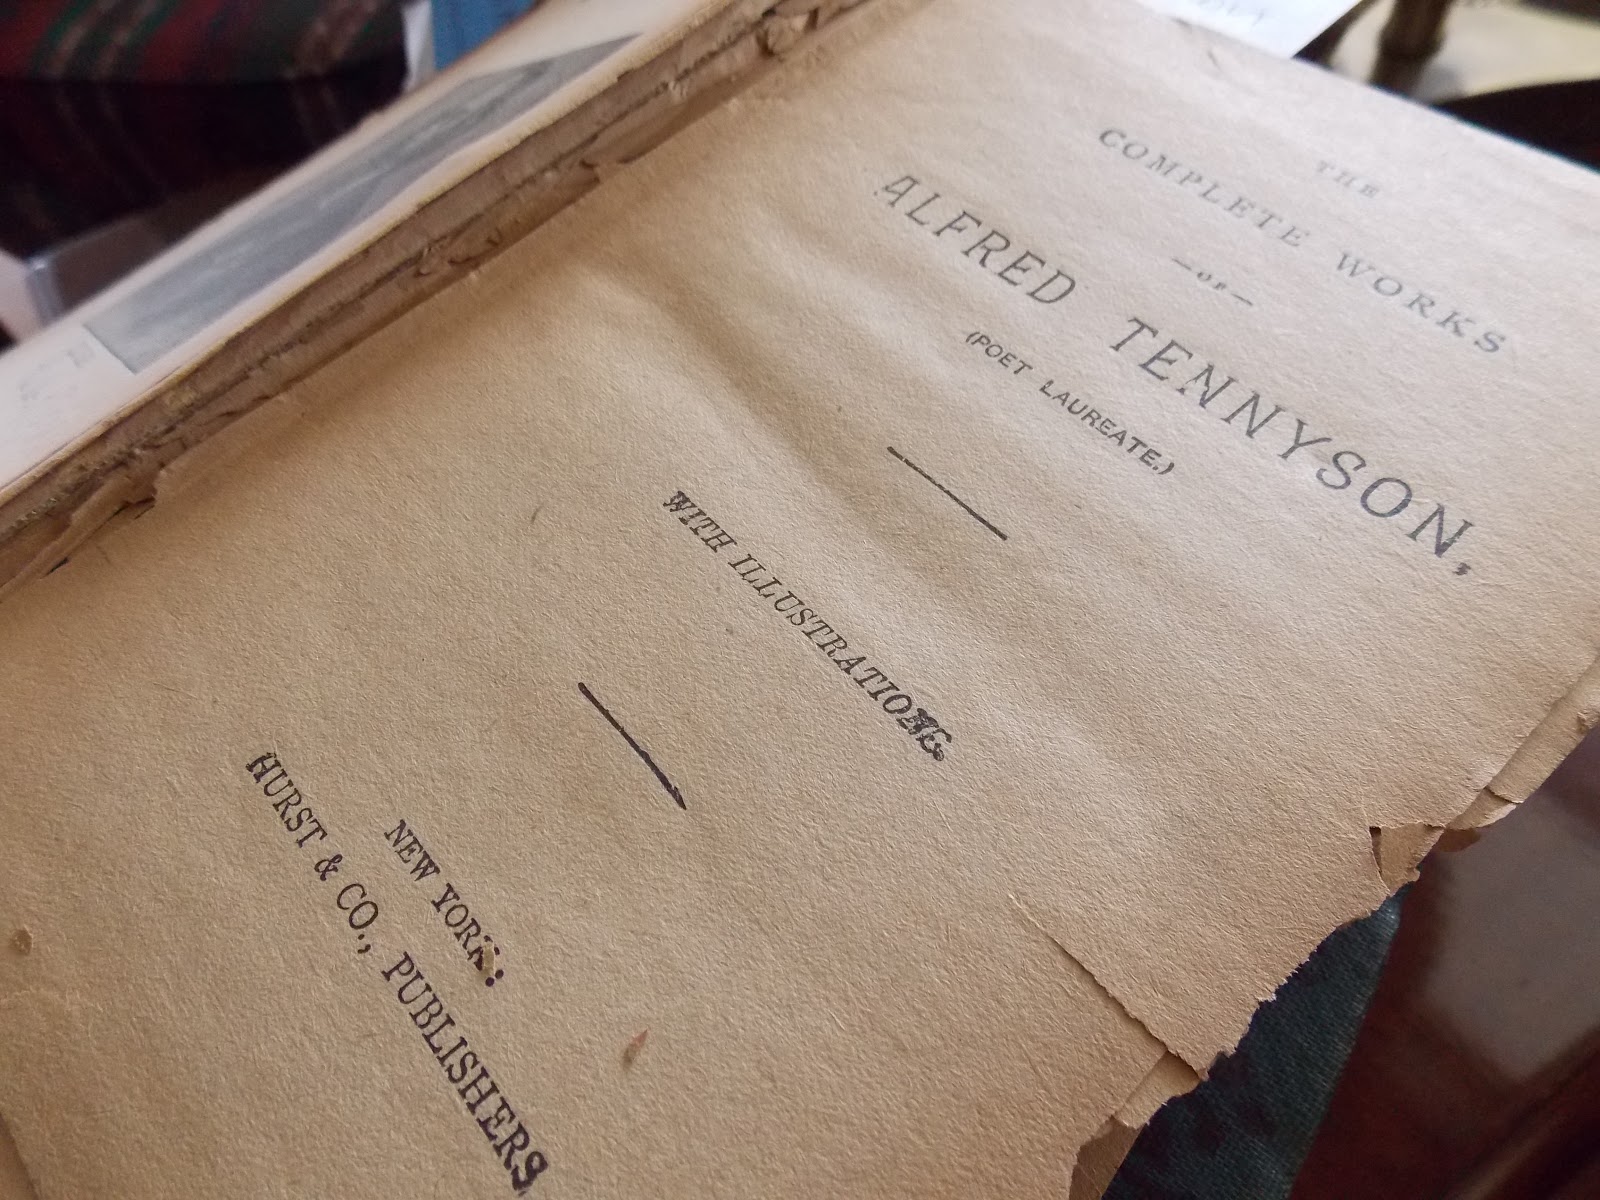 THE
COMPLETE WORKS
—OF—
ALFRED TENNYSON,
(POET LAUREATE.)
WITH ILLUSTRATIONS.
NEW YORK:
HURST & CO., PUBLISHERS